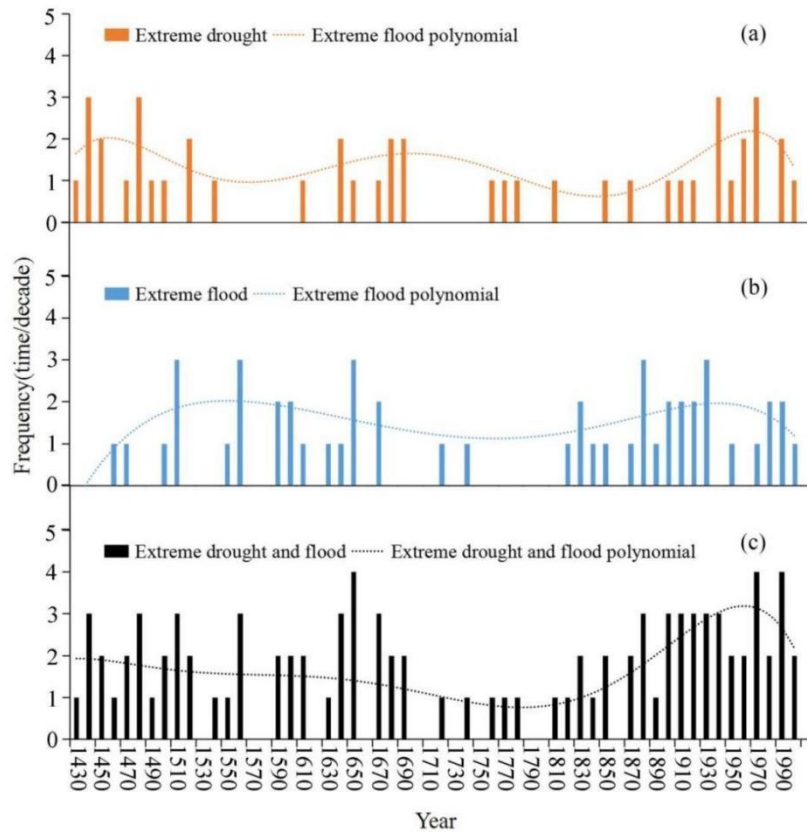 5
4
3
2
1
0
Extreme drought Extreme flood polynomial
(a)
5
4
3
2
1
0
Extreme flood Extreme flood polynomial
(b)
Frequency(time/decade)
5
4
3
2
1
0
Extreme drought and flood Extreme drought and flood polynomial
(c)
1430 1450 1470 1490 1510 1530 1550 1570 1590 1610 1630 1650 1670 1690 1710 1730 1750 1770 1790 1810 1830 1850 1870 1890 1910 1930 1950 1970 1990
Year